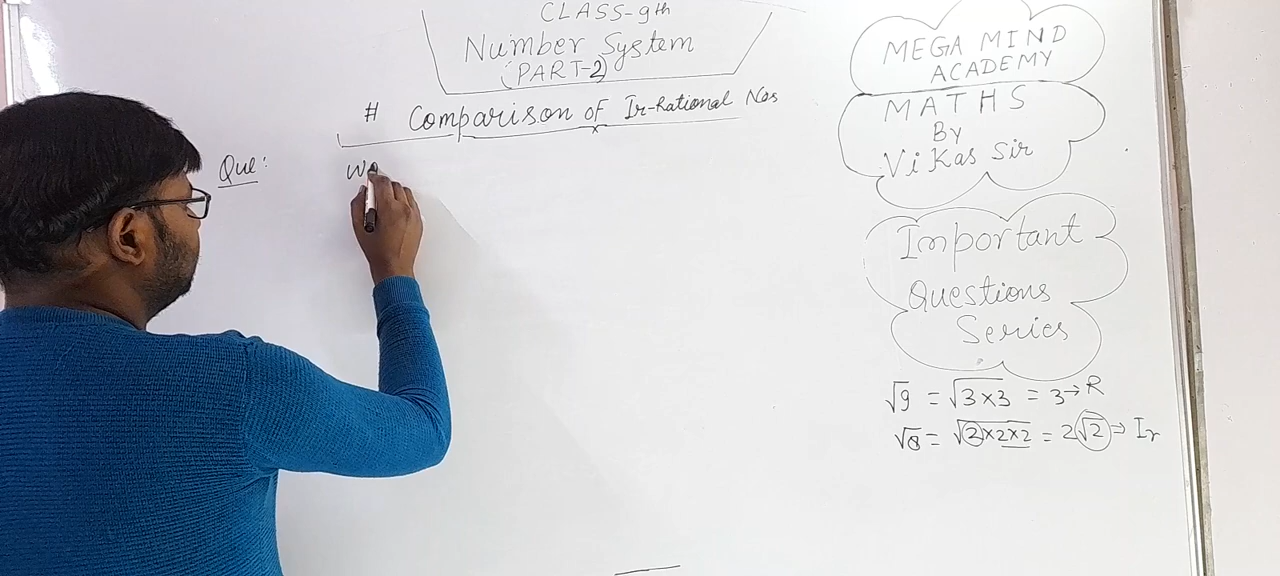 CLASS-9th
Number System
(PART-2)
# Comparison of Ir-Rational Nos
Que:
MEGA MIND
ACADEMY
MATHS
By
Vikas Sir
Important
Questions
Series
√9 = √3×3 = 3→R
√8 = √2×2×2 = 2√2→Ir